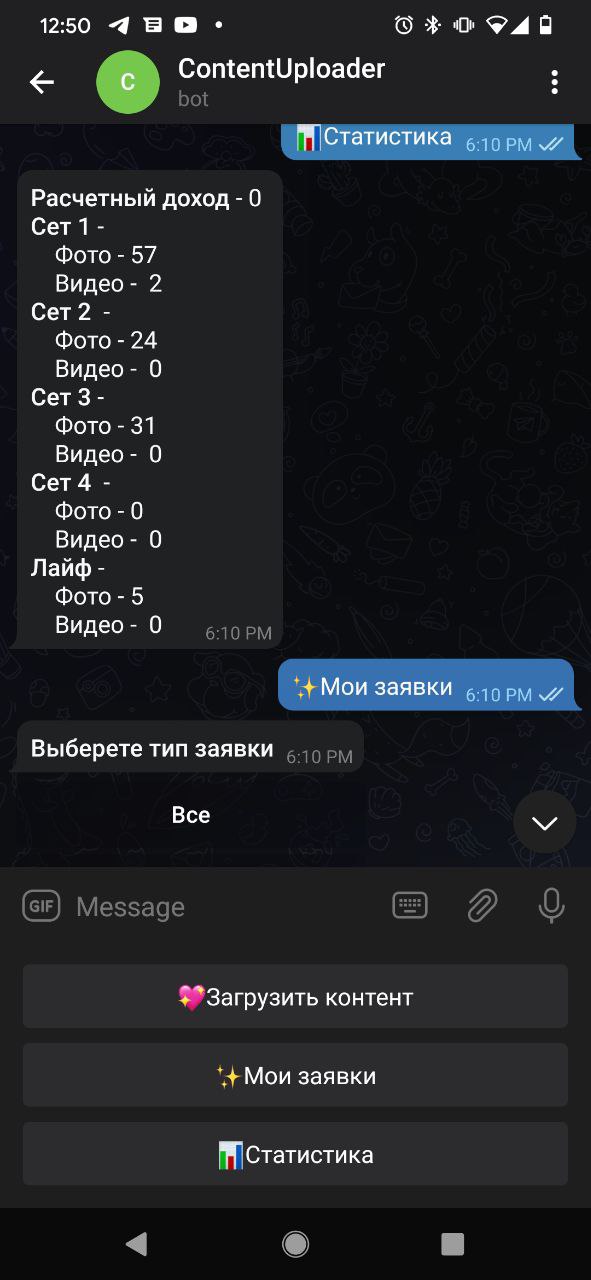 12:50
C
ContentUploader
bot
📊Статистика 6:10 PM
Расчетный доход - 0
Сет 1 -
Фото - 57
Видео - 2
Сет 2 -
Фото - 24
Видео - 0
Сет 3 -
Фото - 31
Видео - 0
Сет 4 -
Фото - 0
Видео - 0
Лайф -
Фото - 5
Видео - 0
6:10 PM
✨Мои заявки 6:10 PM
Выберете тип заявки 6:10 PM
Все
GIF Message
💖Загрузить контент
✨Мои заявки
📊Статистика